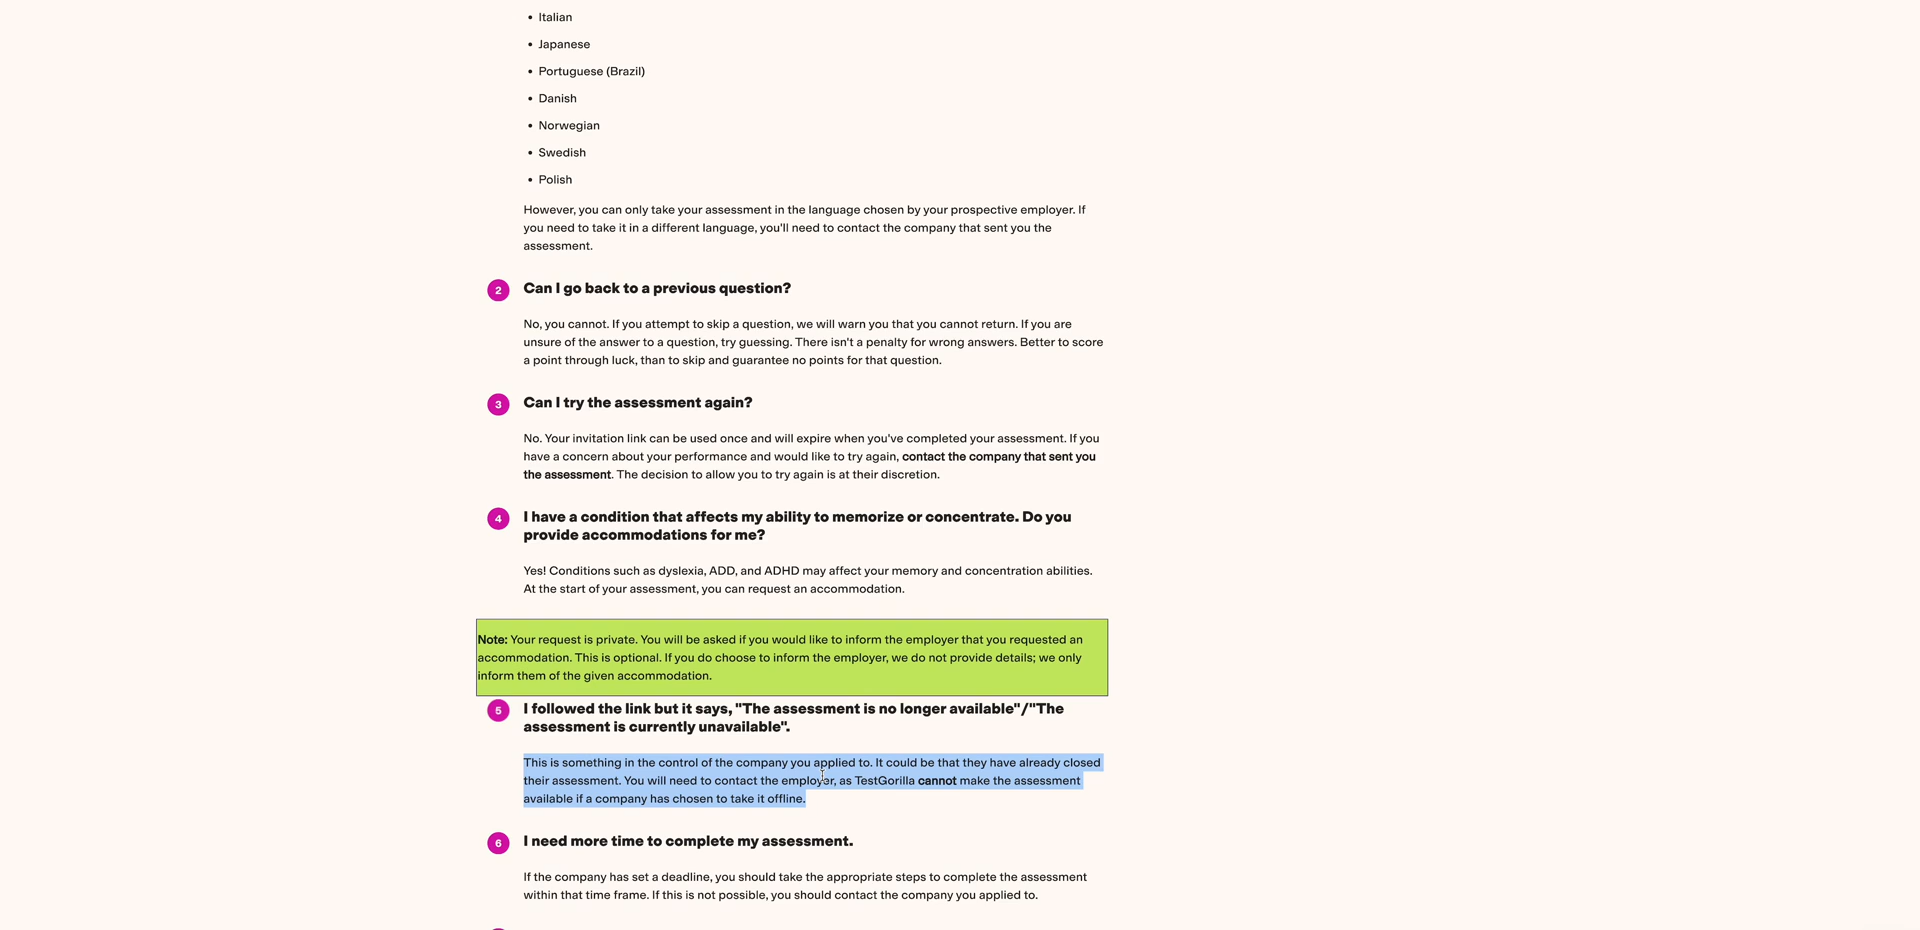 • Italian
• Japanese
• Portuguese (Brazil)
• Danish
• Norwegian
• Swedish
• Polish
However, you can only take your assessment in the language chosen by your prospective employer. If
you need to take it in a different language, you'll need to contact the company that sent you the
assessment.
2 Can I go back to a previous question?
No, you cannot. If you attempt to skip a question, we will warn you that you cannot return. If you are
unsure of the answer to a question, try guessing. There isn't a penalty for wrong answers. Better to score
a point through luck, than to skip and guarantee no points for that question.
3 Can I try the assessment again?
No. Your invitation link can be used once and will expire when you've completed your assessment. If you
have a concern about your performance and would like to try again, contact the company that sent you
the assessment. The decision to allow you to try again is at their discretion.
4 I have a condition that affects my ability to memorize or concentrate. Do you
provide accommodations for me?
Yes! Conditions such as dyslexia, ADD, and ADHD may affect your memory and concentration abilities.
At the start of your assessment, you can request an accommodation.
Note: Your request is private. You will be asked if you would like to inform the employer that you requested an
accommodation. This is optional. If you do choose to inform the employer, we do not provide details; we only
inform them of the given accommodation.
5 I followed the link but it says, "The assessment is no longer available"/"The
assessment is currently unavailable".
This is something in the control of the company you applied to. It could be that they have already closed
their assessment. You will need to contact the employer, as TestGorilla cannot make the assessment
available if a company has chosen to take it offline.
6 I need more time to complete my assessment.
If the company has set a deadline, you should take the appropriate steps to complete the assessment
within that time frame. If this is not possible, you should contact the company you applied to.